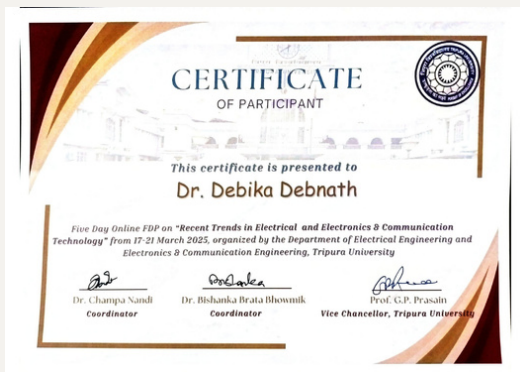 CERTIFICATE
OF PARTICIPANT
This certificate is presented to
Dr. Debika Debnath
Five Day Online FDP on "Recent Trends in Electrical and Electronics & Communication
Technology" from 17-21 March 2025, organized by the Department of Electrical Engineering and
Electronics & Communication Engineering, Tripura University
Dr. Champa Nandi
Dr. Bishanka Brata Bhowmik
Prof. G.P. Prasain
Coordinator
Coordinator
Vice Chancellor, Tripura University